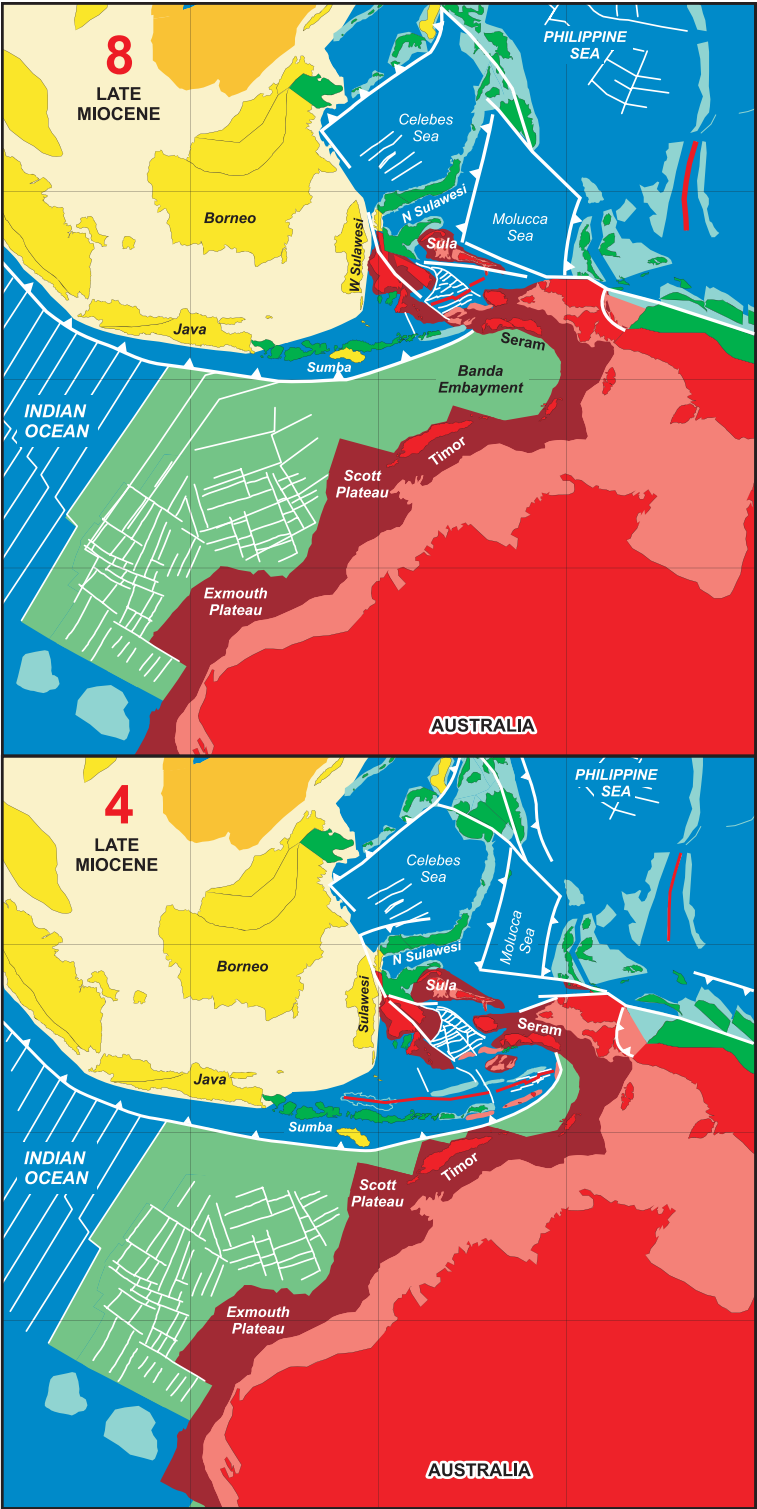 8
LATE
MIOCENE
PHILIPPINE
SEA
Celebes
Sea
N Sulawesi
Molucca
Sea
Borneo
W Sulawesi
Sula
Java
Sumba
Seram
Banda
Embayment
INDIAN
OCEAN
Timor
Scott
Plateau
Exmouth
Plateau
AUSTRALIA
4
LATE
MIOCENE
PHILIPPINE
SEA
Celebes
Sea
Molucca
Sea
N Sulawesi
Borneo
Sulawesi
Sula
Seram
Java
Sumba
INDIAN
OCEAN
Timor
Scott
Plateau
Exmouth
Plateau
AUSTRALIA